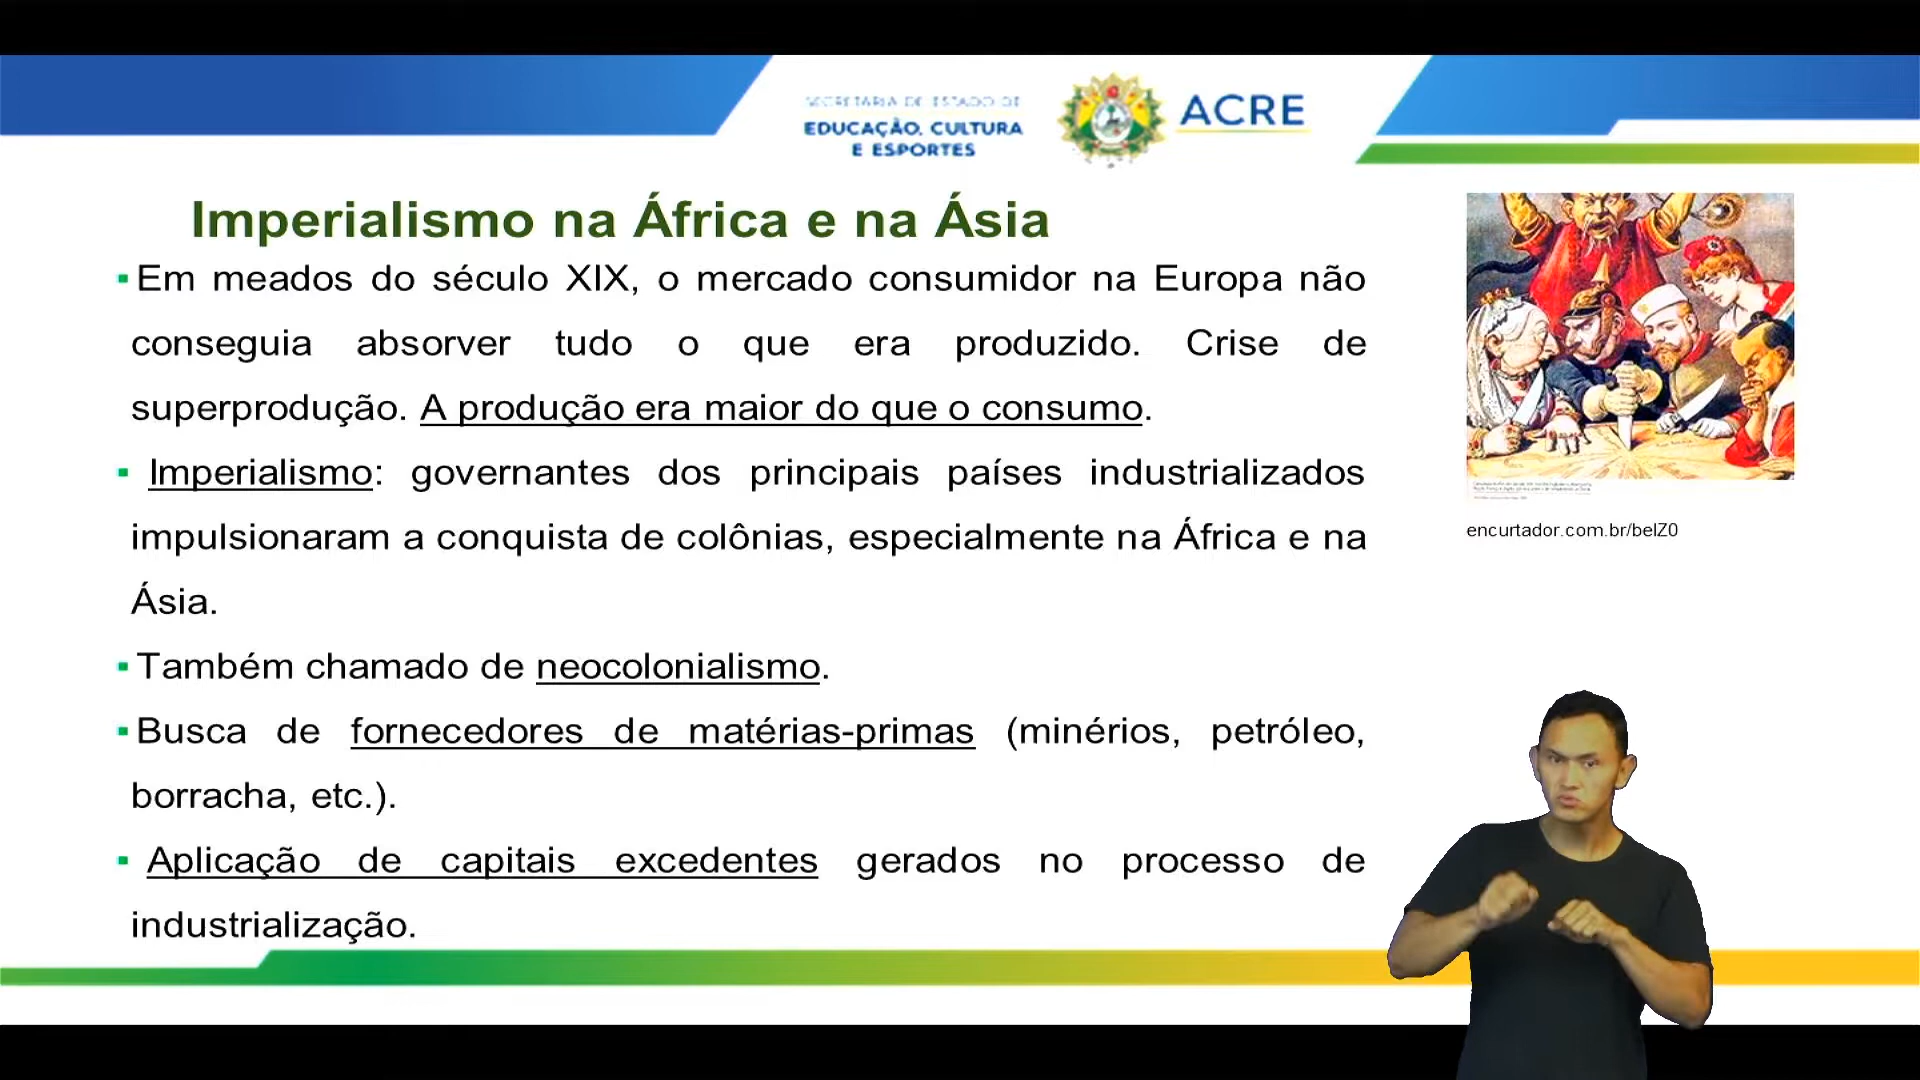 SECRETARIA DE ESTADO DE
EDUCAÇÃO, CULTURA
E ESPORTES
ACRE
Imperialismo na África e na Ásia
▪Em meados do século XIX, o mercado consumidor na Europa não
conseguia absorver tudo o que era produzido. Crise de
superprodução. A produção era maior do que o consumo.
▪ Imperialismo: governantes dos principais países industrializados
impulsionaram a conquista de colônias, especialmente na África e na
Ásia.
▪Também chamado de neocolonialismo.
▪Busca de fornecedores de matérias-primas (minérios, petróleo,
borracha, etc.).
▪ Aplicação de capitais excedentes gerados no processo de
industrialização.
encurtador.com.br/belZ0